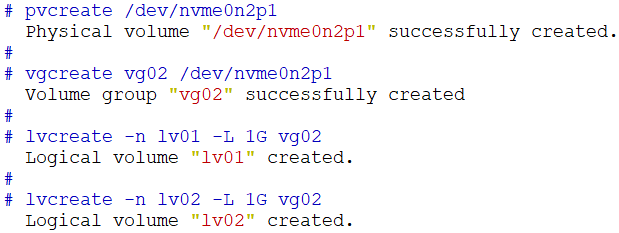 # pvcreate /dev/nvme0n2p1
  Physical volume "/dev/nvme0n2p1" successfully created.
#
# vgcreate vg02 /dev/nvme0n2p1
  Volume group "vg02" successfully created
#
# lvcreate -n lv01 -L 1G vg02
  Logical volume "lv01" created.
#
# lvcreate -n lv02 -L 1G vg02
  Logical volume "lv02" created.